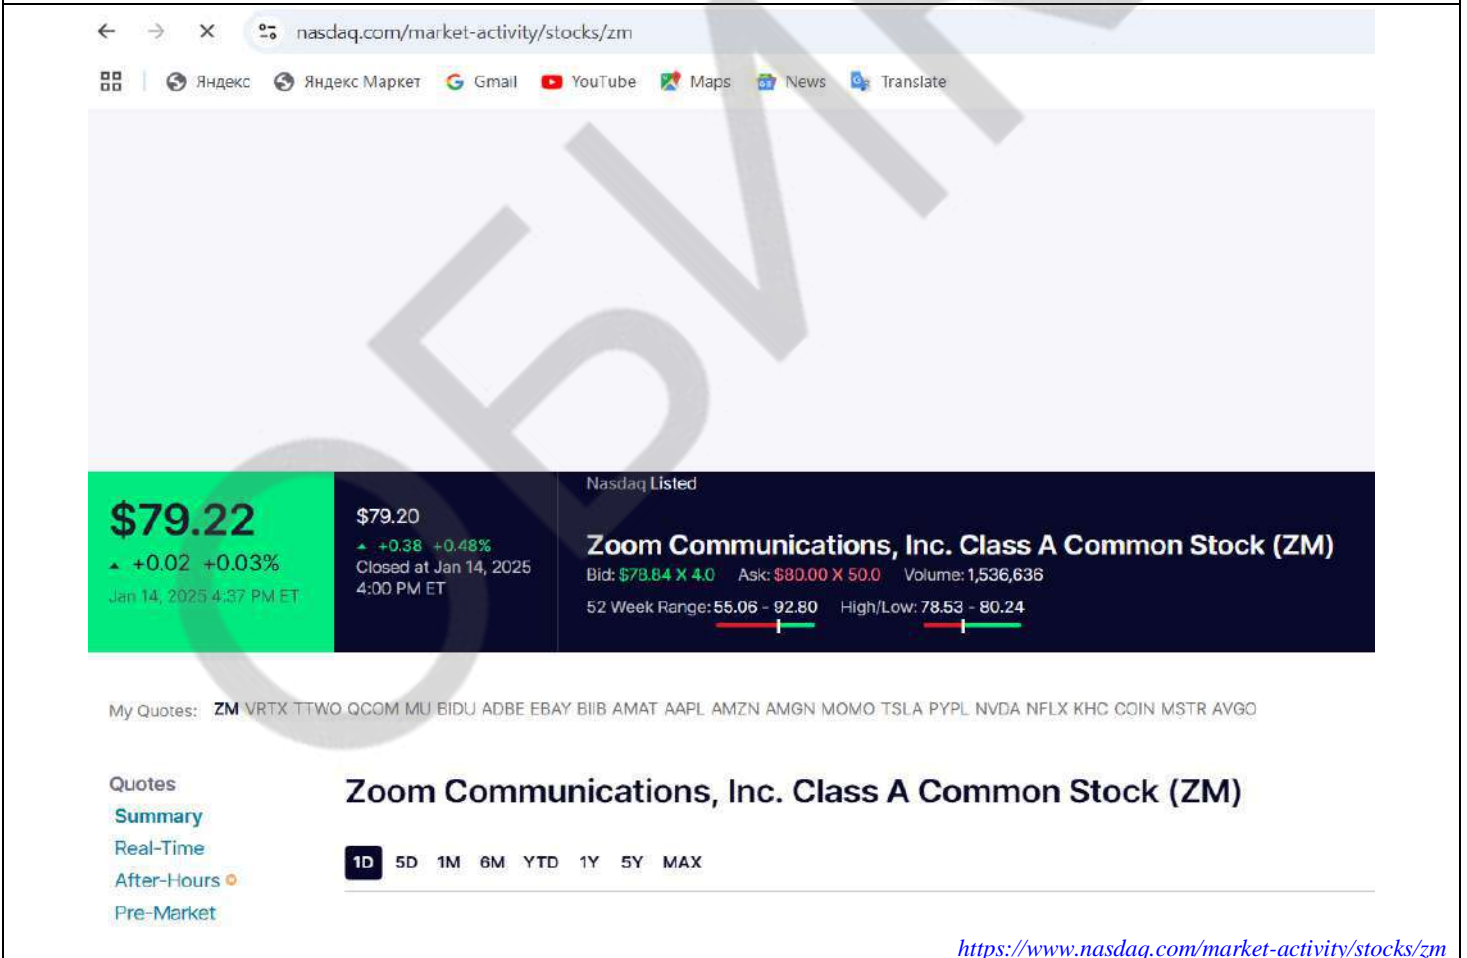 nasdaq.com/market-activity/stocks/zm
Яндекс Яндекс Маркет Gmail YouTube Maps News Translate
ОБИ
Nasdaq Listed
$79.22
+0.02 +0.03%
Jan 14, 2025 4:37 PM ET
$79.20
+0.38 +0.48%
Closed at Jan 14, 2025
4:00 PM ET
Zoom Communications, Inc. Class A Common Stock (ZM)
Bid: $78.84 X 4.0 Ask: $80.00 X 50.0 Volume: 1,536,636
52 Week Range: 55.06 - 92.80 High/Low: 78.53 - 80.24
My Quotes: ZM VRTX TTWO QCOM MU BIDU ADBE EBAY BIIB AMAT AAPL AMZN AMGN MOMO TSLA PYPL NVDA NFLX KHC COIN MSTR AVGO
Quotes
Summary
Real-Time
After-Hours
Pre-Market
Zoom Communications, Inc. Class A Common Stock (ZM)
1D 5D 1M 6M YTD 1Y 5Y MAX
https://www.nasdaq.com/market-activity/stocks/zm